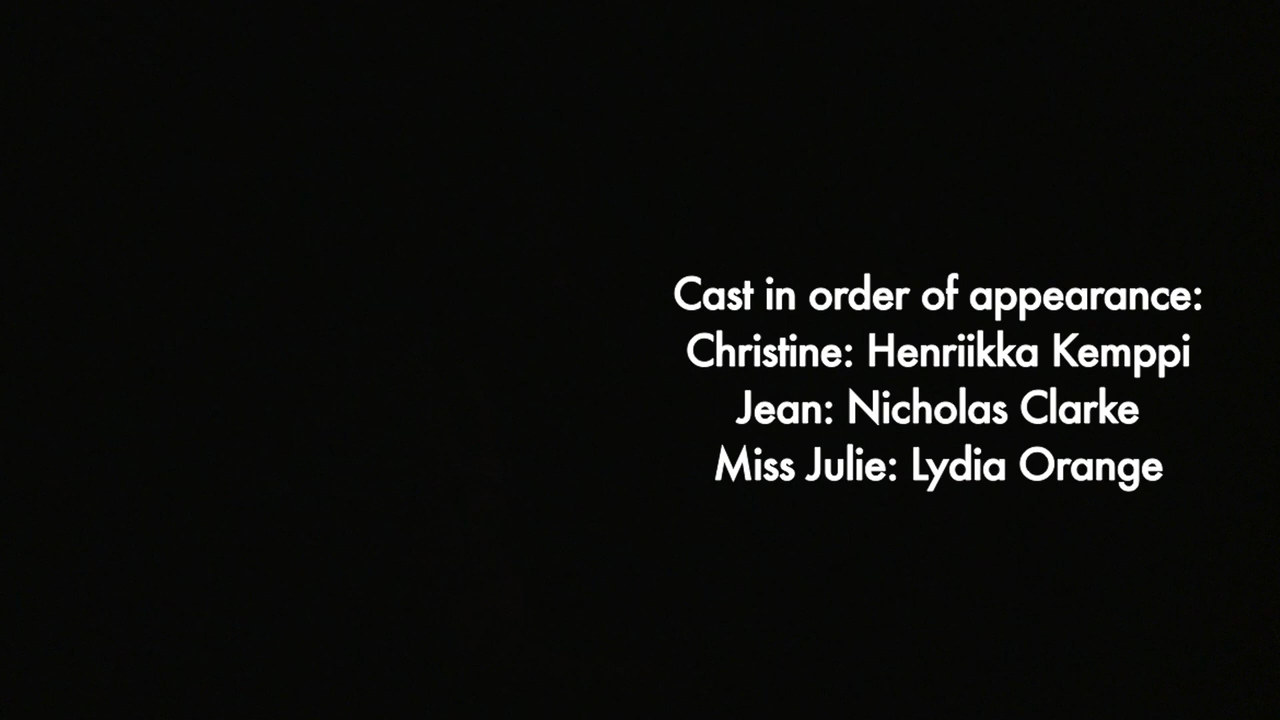 Cast in order of appearance:
Christine: Henriikka Kemppi
Jean: Nicholas Clarke
Miss Julie: Lydia Orange